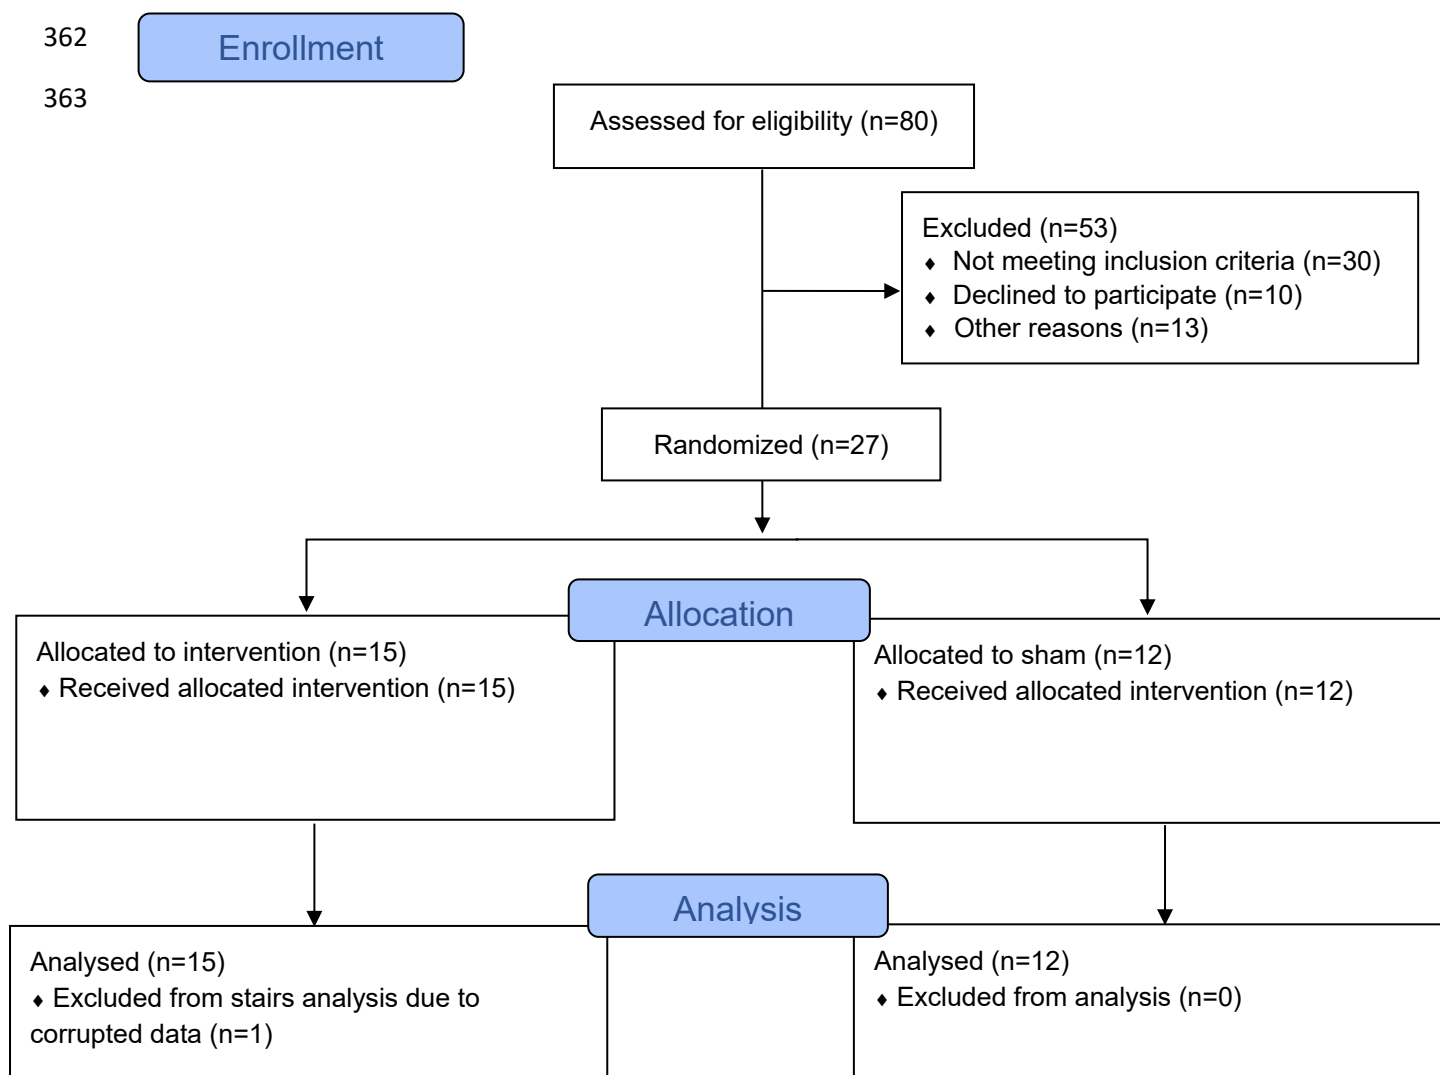 362
Enrollment
363
Assessed for eligibility (n=80)
Excluded (n=53)
♦ Not meeting inclusion criteria (n=30)
♦ Declined to participate (n=10)
♦ Other reasons (n=13)
Randomized (n=27)
Allocation
Allocated to intervention (n=15)
♦ Received allocated intervention (n=15)
Allocated to sham (n=12)
♦ Received allocated intervention (n=12)
Analysis
Analysed (n=15)
♦ Excluded from stairs analysis due to
corrupted data (n=1)
Analysed (n=12)
♦ Excluded from analysis (n=0)